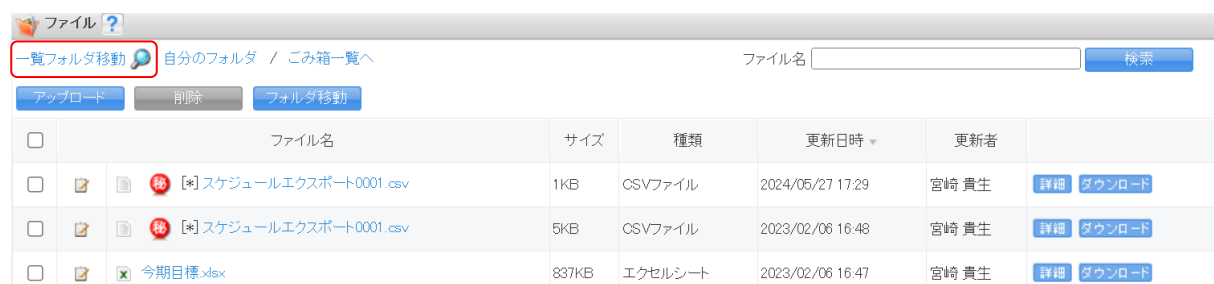 ファイル ?
一覧フォルダ移動 自分のフォルダ / ごみ箱一覧へ ファイル名 検索
アップロード 削除 フォルダ移動
ファイル名 サイズ 種類 更新日時 更新者
秘 [*] スケジュールエクスポート0001.csv 1KB CSVファイル 2024/05/27 17:29 宮崎 貴生 詳細 ダウンロード
秘 [*] スケジュールエクスポート0001.csv 5KB CSVファイル 2023/02/06 16:48 宮崎 貴生 詳細 ダウンロード
今期目標.xlsx 837KB エクセルシート 2023/02/06 16:47 宮崎 貴生 詳細 ダウンロード